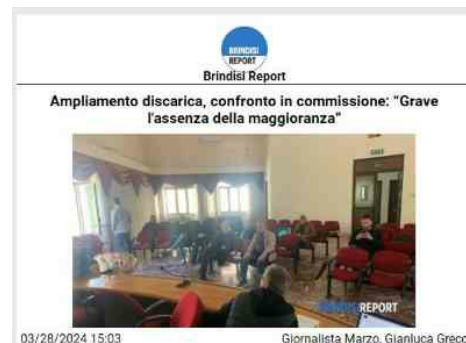 BRINDISI
REPORT
Brindisi Report
Ampliamento discarica, confronto in commissione: “Grave
l'assenza della maggioranza”
BRINDISIREPORT
03/28/2024 15:03
Giornalista Marzo, Gianluca Greco